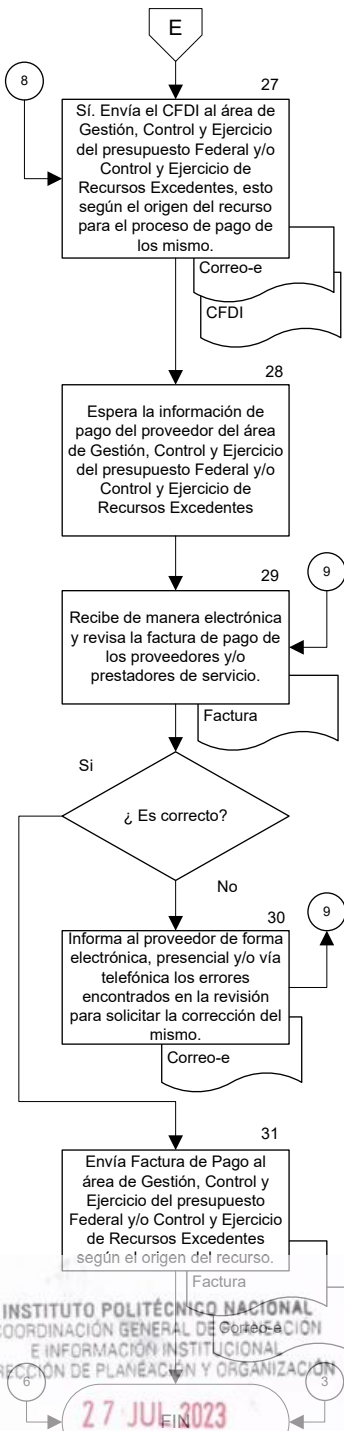 E
8
27
Sí. Envía el CFDI al área de
Gestión, Control y Ejercicio
del presupuesto Federal y/o
Control y Ejercicio de
Recursos Excedentes, esto
según el origen del recurso
para el proceso de pago de
los mismo.
Correo-e
CFDI
28
Espera la información de
pago del proveedor del área
de Gestión, Control y Ejercicio
del presupuesto Federal y/o
Control y Ejercicio de
Recursos Excedentes
29
9
Recibe de manera electrónica
y revisa la factura de pago de
los proveedores y/o
prestadores de servicio.
Factura
Si
¿ Es correcto?
No
30
9
Informa al proveedor de forma
electrónica, presencial y/o vía
telefónica los errores
encontrados en la revisión
para solicitar la corrección del
mismo.
Correo-e
31
Envía Factura de Pago al
área de Gestión, Control y
Ejercicio del presupuesto
Federal y/o Control y Ejercicio
de Recursos Excedentes
según el origen del recurso.
Factura
INSTITUTO POLITÉCNICO NACIONAL
COORDINACIÓN GENERAL DE
Correo-e
E INFORMACIÓN INSTITUCIONAL
DIRECCIÓN DE PLANEACIÓN Y ORGANIZACIÓN
6
3
27 JUL 2023
FIN